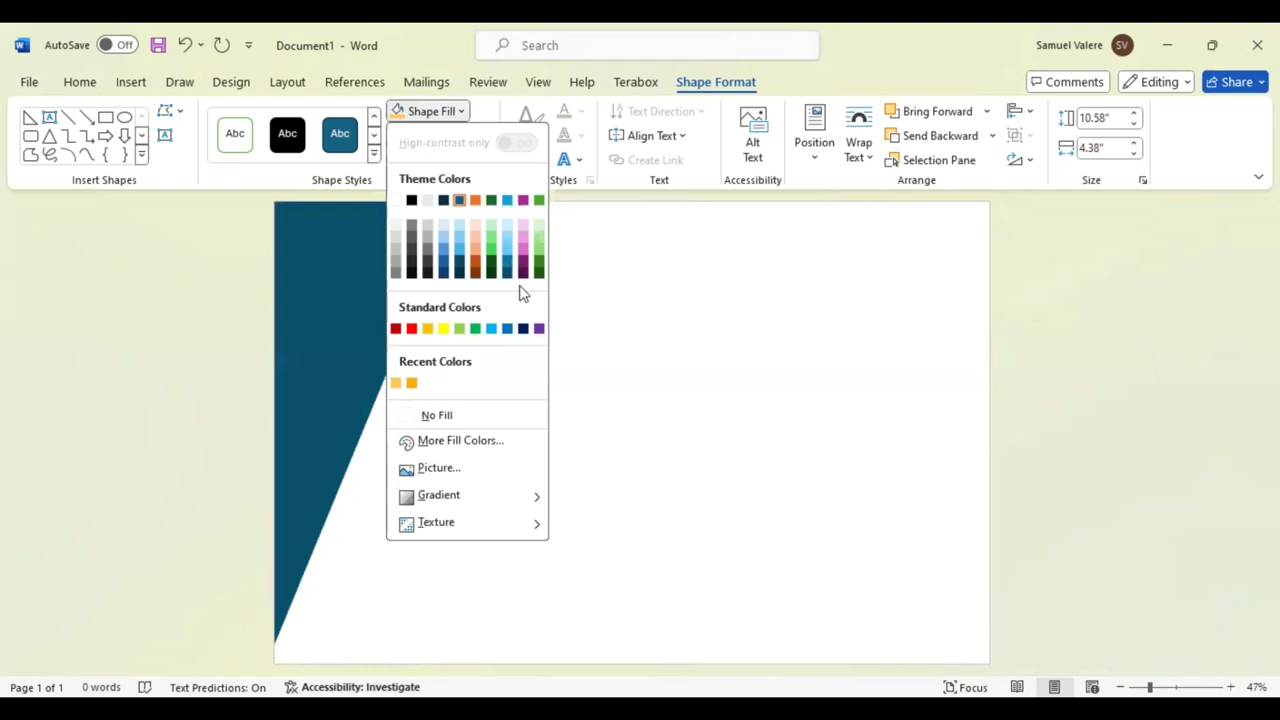 AutoSave Off Document1 - Word Search Samuel Valere SV
File Home Insert Draw Design Layout References Mailings Review View Help Terabox Shape Format Comments Editing Share
Abc Abc Abc Shape Fill Text Direction Bring Forward 10.58"
High-contrast only Off Align Text Alt Text Position Wrap Text Send Backward 4.38"
Create Link Selection Pane
Insert Shapes Shape Styles Styles Text Accessibility Arrange Size
Theme Colors
Standard Colors
Recent Colors
No Fill
More Fill Colors...
Picture...
Gradient
Texture
Page 1 of 1 0 words Text Predictions: On Accessibility: Investigate Focus 47%